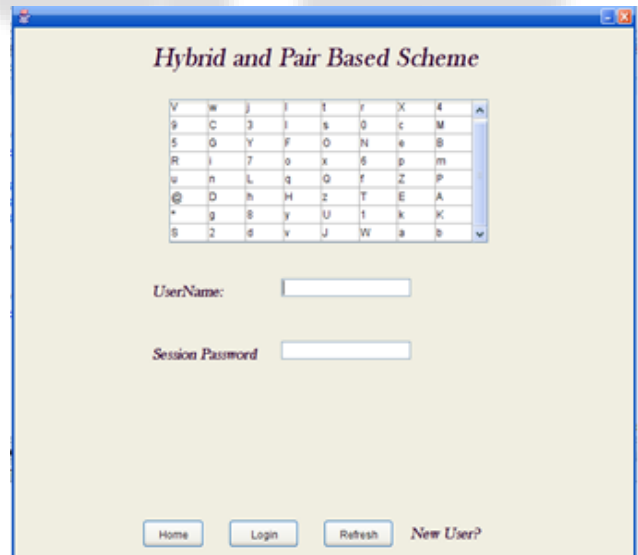 Hybrid and Pair Based Scheme
V w j l t r X 4
9 C 3 I s 0 c M
5 G Y F O N e B
R i 7 o x 6 p m
u n L q Q f Z P
@ D h H z T E A
* g 8 y U 1 k K
S 2 d v J W a b
UserName:
Session Password
Home Login Refresh New User?